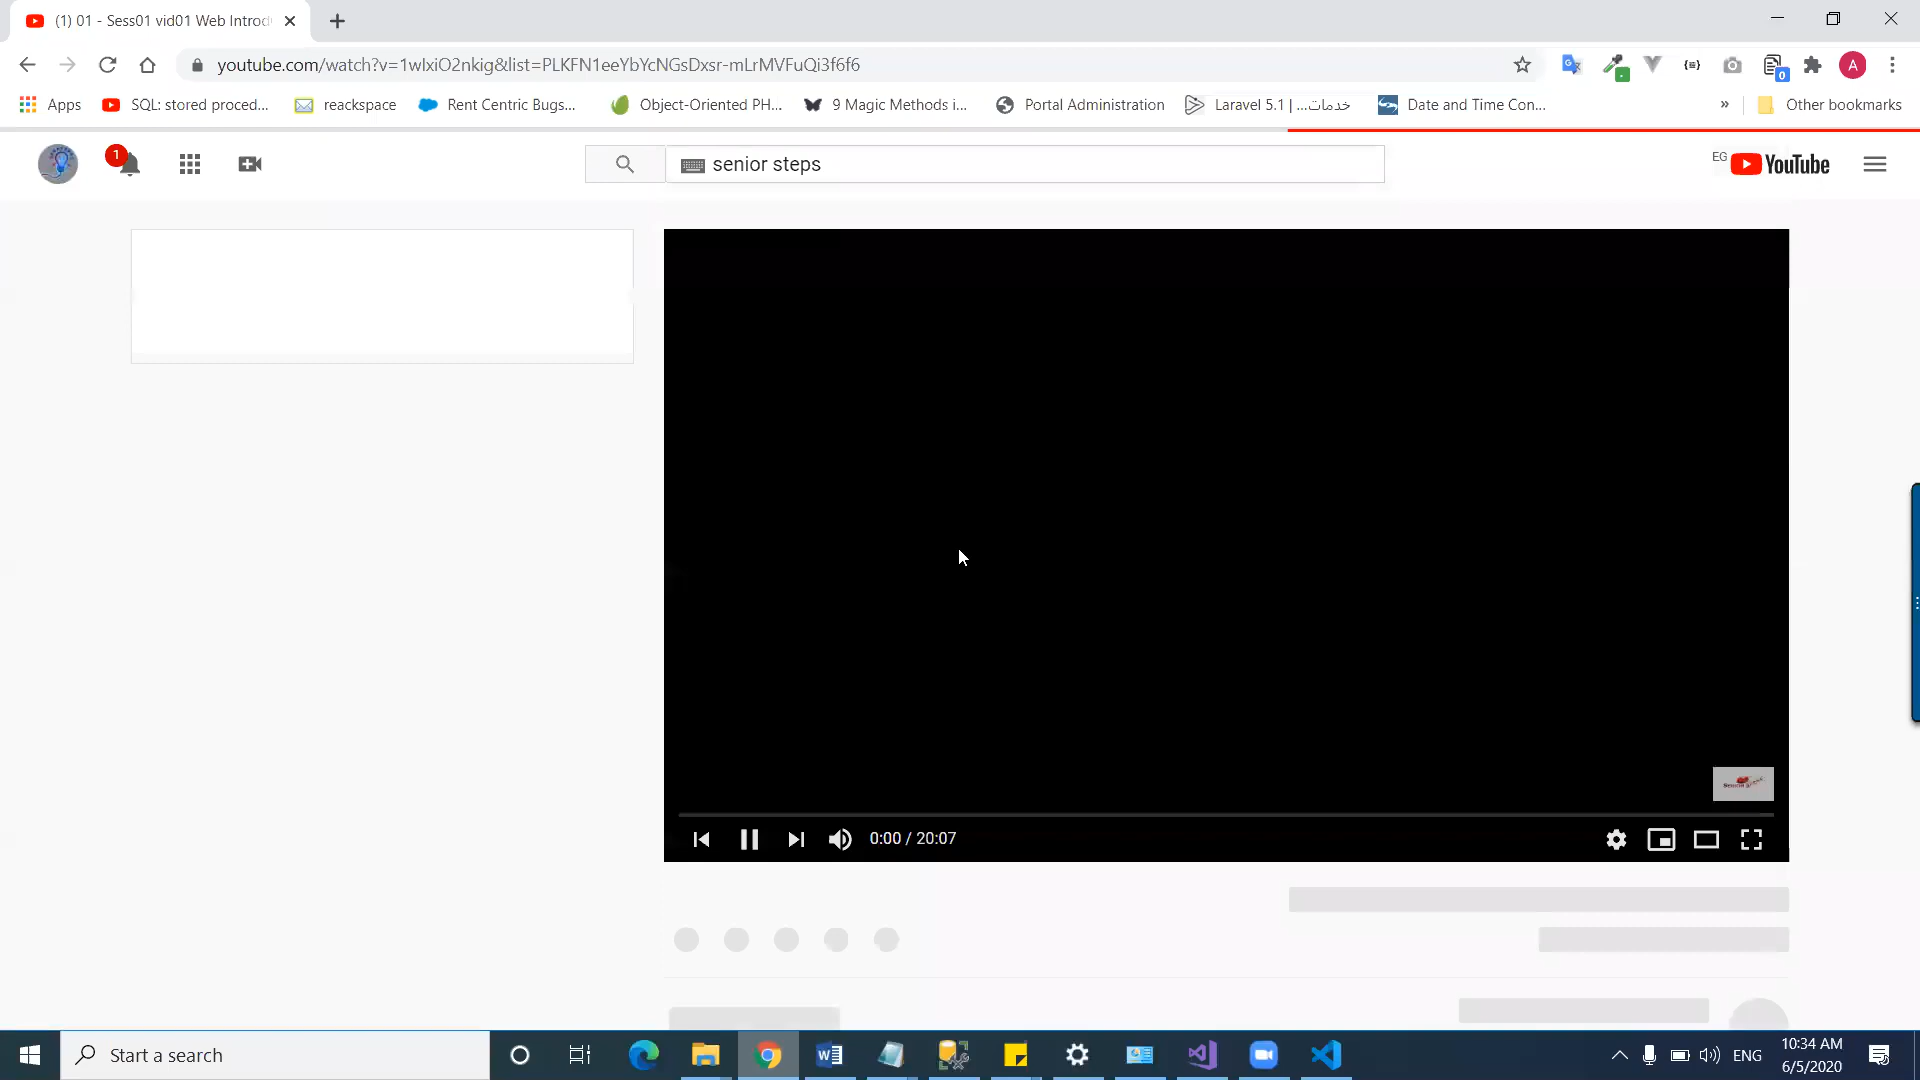 (1) 01 - Sess01 vid01 Web Introd
youtube.com/watch?v=1wIxiO2nkig&list=PLKFN1eeYbYcNGsDxsr-mLrMVFuQi3f6f6
0
A
Apps
SQL: stored proced...
reackspace
Rent Centric Bugs...
Object-Oriented PH...
9 Magic Methods i...
Portal Administration
Laravel 5.1 | ...خدمات
Date and Time Con...
»
Other bookmarks
1
senior steps
EG
YouTube
0:00 / 20:07
Start a search
ENG
10:34 AM
6/5/2020